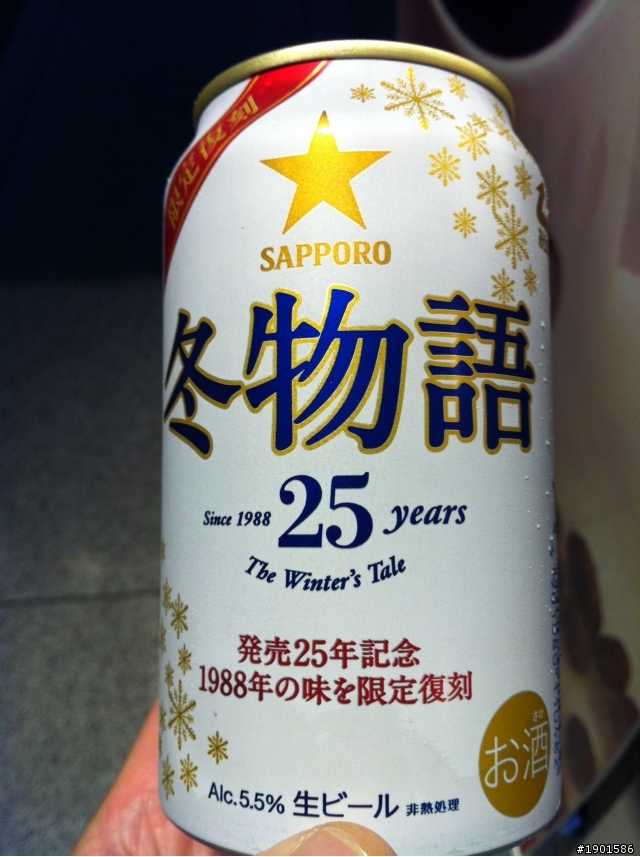 限定復刻
SAPPORO
冬物語
Since 1988 25 years
The Winter's Tale
発売25年記念
1988年の味を限定復刻
さけ
お酒
Alc.5.5% 生ビール 非熱処理
#1901586